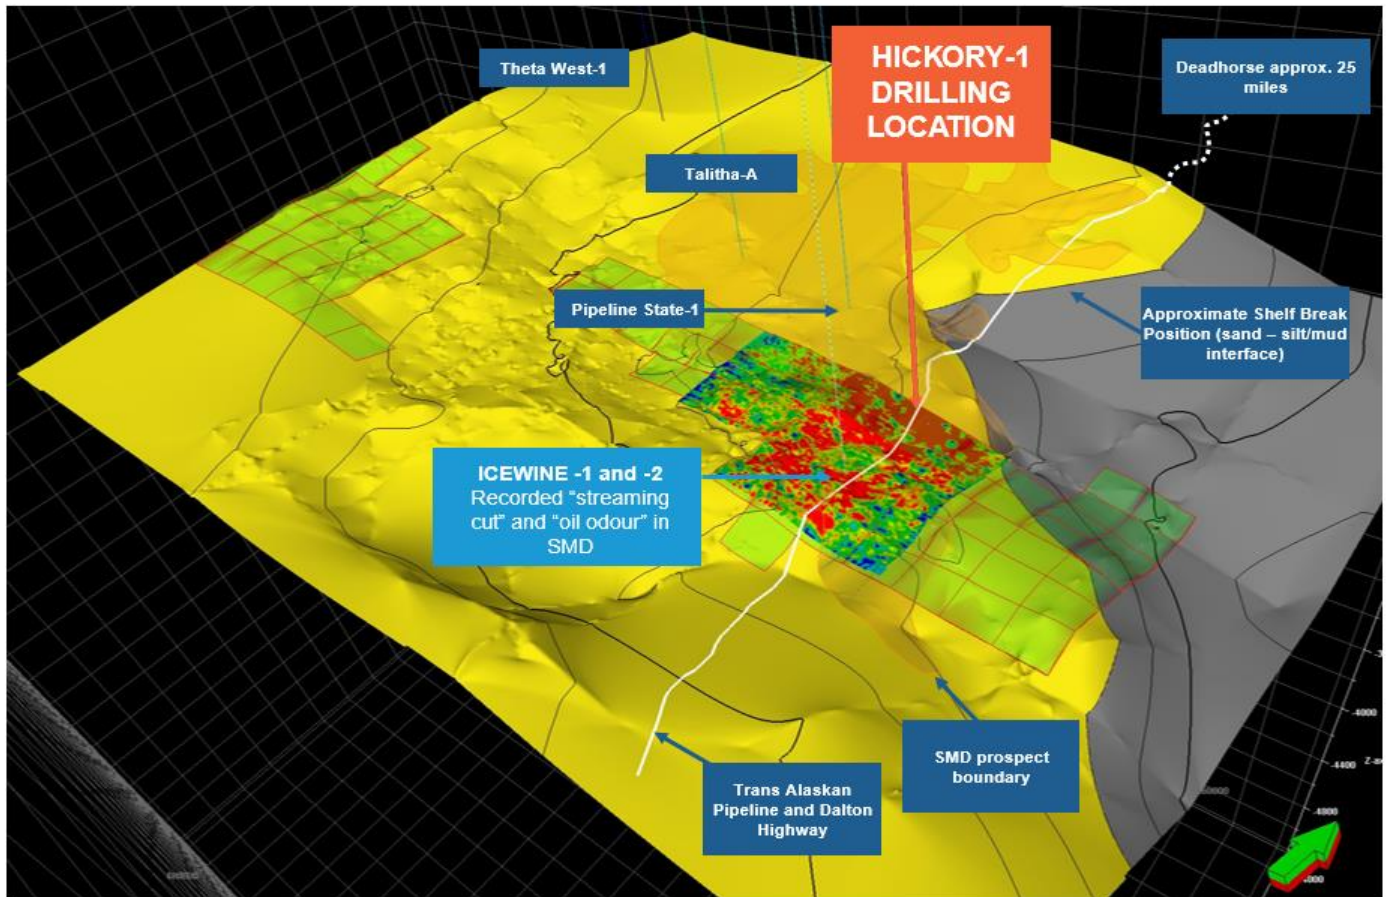 Theta West-1
HICKORY-1
DRILLING
LOCATION
Deadhorse approx. 25
miles
Talitha-A
Pipeline State-1
Approximate Shelf Break
Position (sand – silt/mud
interface)
ICEWINE -1 and -2
Recorded “streaming
cut” and “oil odour” in
SMD
SMD prospect
boundary
Trans Alaskan
Pipeline and Dalton
Highway
-4000
-4400